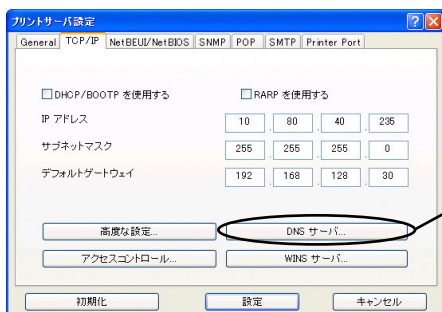 プリントサーバ設定
General TCP/IP NetBEUI/NetBIOS SNMP POP SMTP Printer Port
DHCP/BOOTP を使用する RARP を使用する
IP アドレス 10 . 80 . 40 . 235
サブネットマスク 255 . 255 . 255 . 0
デフォルトゲートウェイ 192 . 168 . 128 . 30
高度な設定... DNS サーバ...
アクセスコントロール... WINS サーバ...
初期化 設定 キャンセル